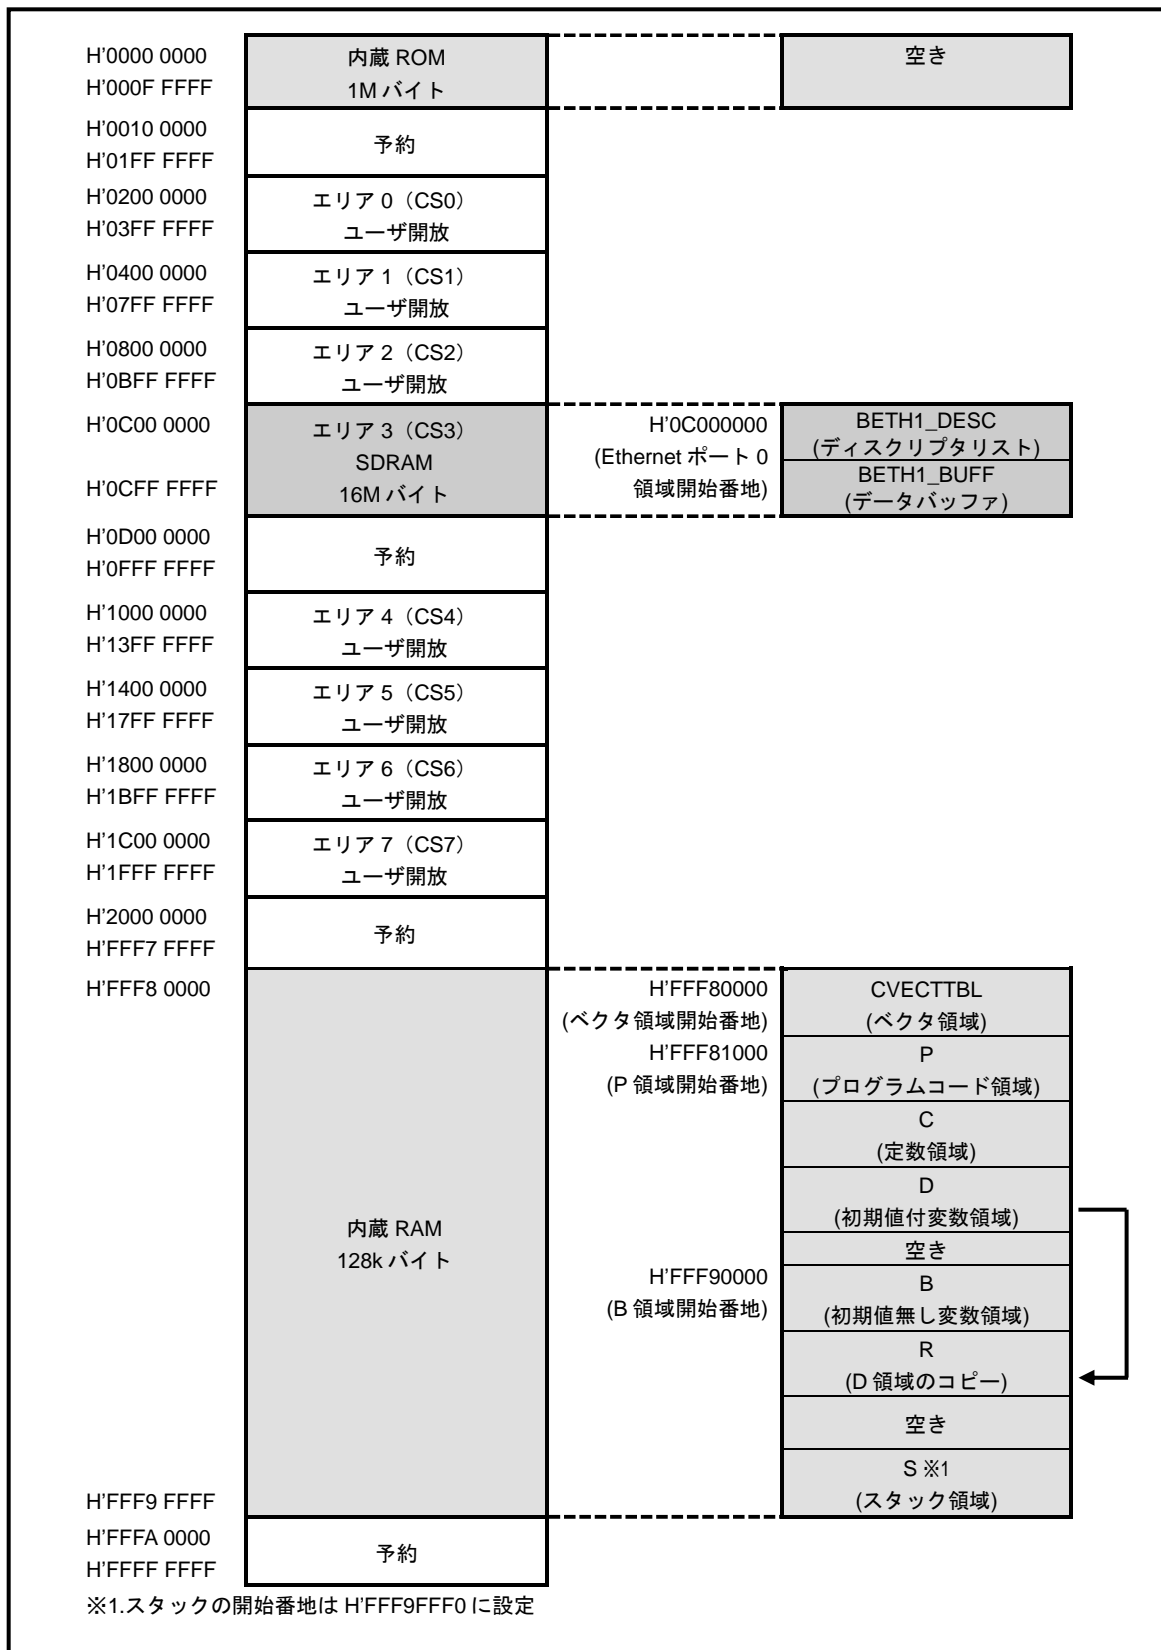 H'0000 0000
H'000F FFFF
内蔵 ROM
1M バイト
空き
H'0010 0000
H'01FF FFFF
予約
H'0200 0000
H'03FF FFFF
エリア 0（CS0）
ユーザ開放
H'0400 0000
H'07FF FFFF
エリア 1（CS1）
ユーザ開放
H'0800 0000
H'0BFF FFFF
エリア 2（CS2）
ユーザ開放
H'0C00 0000
H'0CFF FFFF
エリア 3（CS3）
SDRAM
16M バイト
H'0C000000
(Ethernet ポート 0
領域開始番地)
BETH1_DESC
(ディスクリプタリスト)
BETH1_BUFF
(データバッファ)
H'0D00 0000
H'0FFF FFFF
予約
H'1000 0000
H'13FF FFFF
エリア 4（CS4）
ユーザ開放
H'1400 0000
H'17FF FFFF
エリア 5（CS5）
ユーザ開放
H'1800 0000
H'1BFF FFFF
エリア 6（CS6）
ユーザ開放
H'1C00 0000
H'1FFF FFFF
エリア 7（CS7）
ユーザ開放
H'2000 0000
H'FFF7 FFFF
予約
H'FFF8 0000
H'FFF9 FFFF
内蔵 RAM
128k バイト
H'FFF80000
(ベクタ領域開始番地)
H'FFF81000
(P 領域開始番地)
H'FFF90000
(B 領域開始番地)
CVECTTBL
(ベクタ領域)
P
(プログラムコード領域)
C
(定数領域)
D
(初期値付変数領域)
空き
B
(初期値無し変数領域)
R
(D 領域のコピー)
空き
S ※1
(スタック領域)
H'FFFA 0000
H'FFFF FFFF
予約
※1.スタックの開始番地は H'FFF9FFF0 に設定